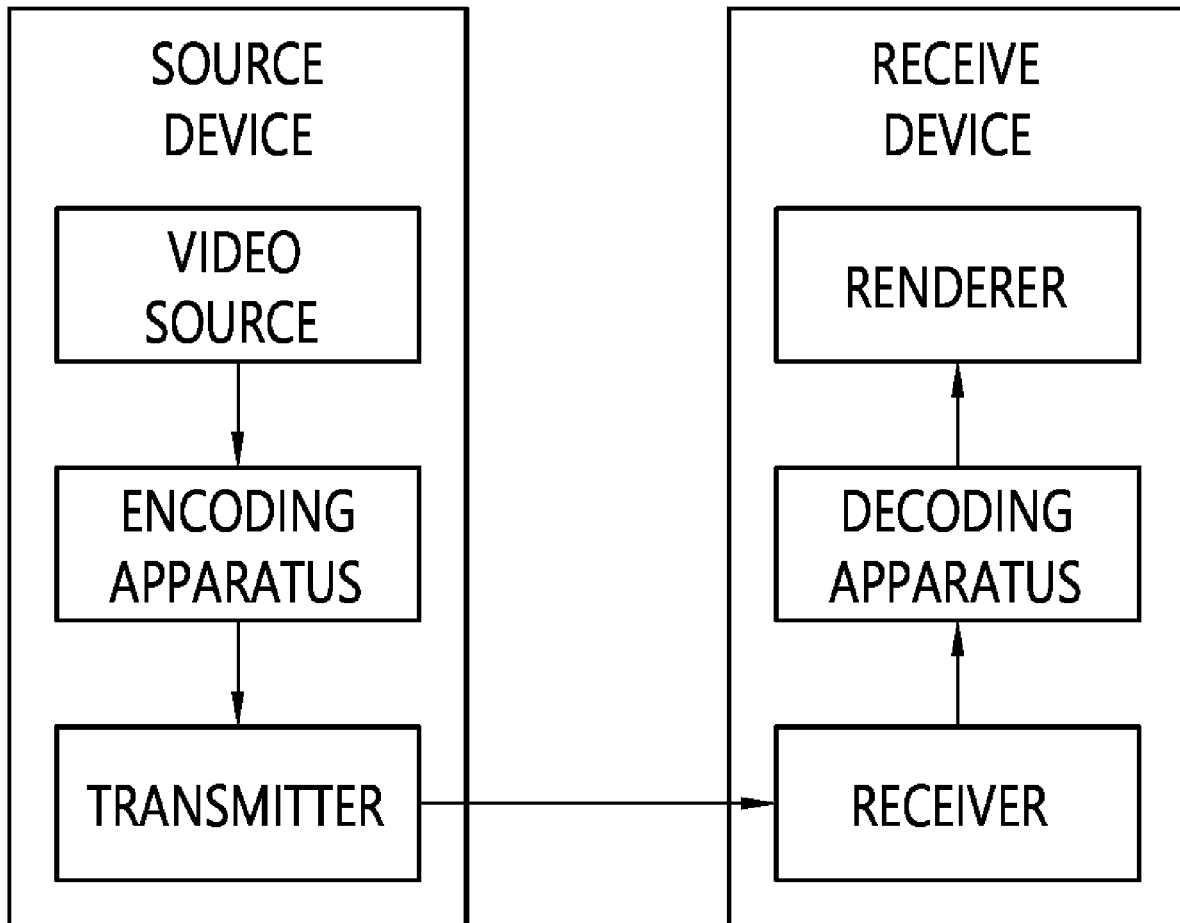 SOURCE
DEVICE
VIDEO
SOURCE
ENCODING
APPARATUS
TRANSMITTER
RECEIVE
DEVICE
RENDERER
DECODING
APPARATUS
RECEIVER